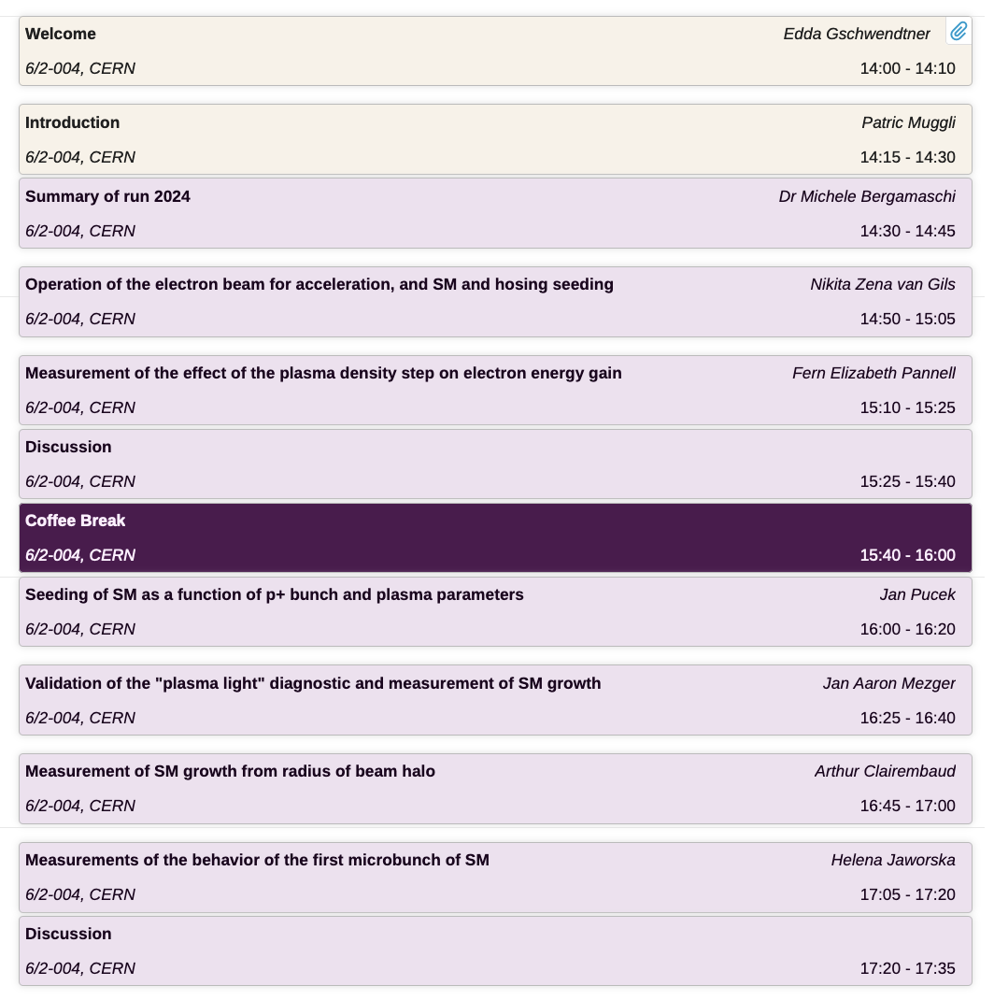 Welcome Edda Gschwendtner
6/2-004, CERN 14:00 - 14:10
Introduction Patric Muggli
6/2-004, CERN 14:15 - 14:30
Summary of run 2024 Dr Michele Bergamaschi
6/2-004, CERN 14:30 - 14:45
Operation of the electron beam for acceleration, and SM and hosing seeding Nikita Zena van Gils
6/2-004, CERN 14:50 - 15:05
Measurement of the effect of the plasma density step on electron energy gain Fern Elizabeth Pannell
6/2-004, CERN 15:10 - 15:25
Discussion
6/2-004, CERN 15:25 - 15:40
Coffee Break
6/2-004, CERN 15:40 - 16:00
Seeding of SM as a function of p+ bunch and plasma parameters Jan Pucek
6/2-004, CERN 16:00 - 16:20
Validation of the "plasma light" diagnostic and measurement of SM growth Jan Aaron Mezger
6/2-004, CERN 16:25 - 16:40
Measurement of SM growth from radius of beam halo Arthur Clairembaud
6/2-004, CERN 16:45 - 17:00
Measurements of the behavior of the first microbunch of SM Helena Jaworska
6/2-004, CERN 17:05 - 17:20
Discussion
6/2-004, CERN 17:20 - 17:35